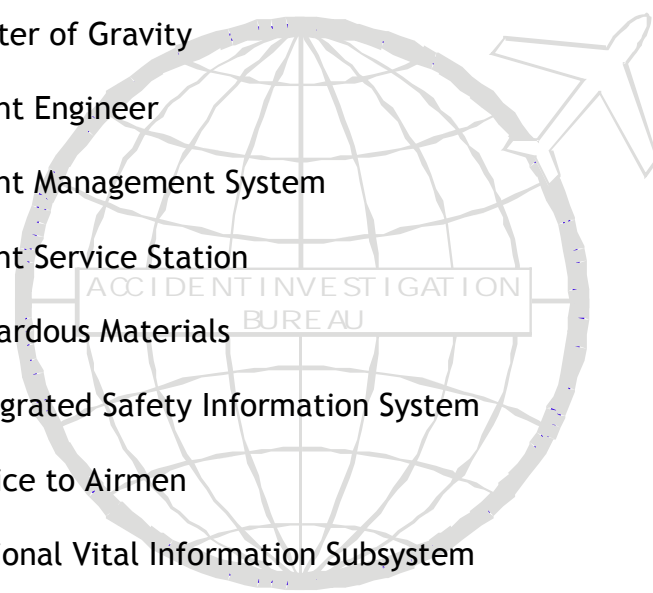 ter of Gravity
nt Engineer
nt Management System
nt Service Station
ACCIDENT INVESTIGATION
BUREAU
ardous Materials
grated Safety Information System
ice to Airmen
ional Vital Information Subsystem